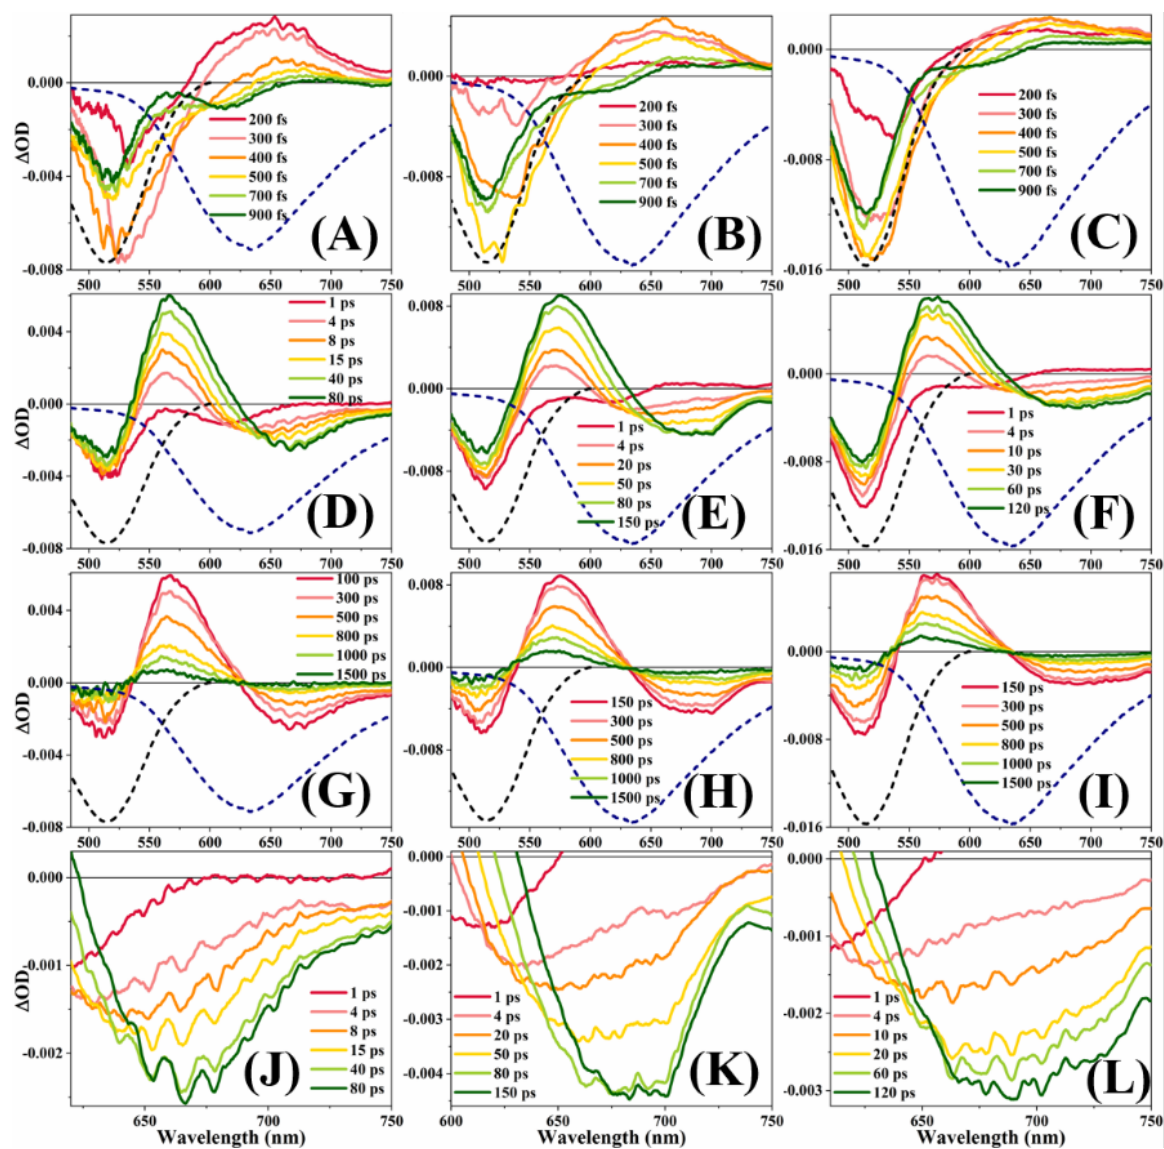 0.000
-0.004
-0.008
ΔOD
200 fs
300 fs
400 fs
500 fs
700 fs
900 fs
(A)
500 550 600 650 700 750
0.000
-0.008
200 fs
300 fs
400 fs
500 fs
700 fs
900 fs
(B)
500 550 600 650 700 750
0.000
-0.008
-0.016
200 fs
300 fs
400 fs
500 fs
700 fs
900 fs
(C)
500 550 600 650 700 750
0.004
0.000
-0.004
-0.008
ΔOD
1 ps
4 ps
8 ps
15 ps
40 ps
80 ps
(D)
500 550 600 650 700 750
0.008
0.000
-0.008
1 ps
4 ps
20 ps
50 ps
80 ps
150 ps
(E)
500 550 600 650 700 750
0.000
-0.008
-0.016
1 ps
4 ps
10 ps
30 ps
60 ps
120 ps
(F)
500 550 600 650 700 750
0.004
0.000
-0.004
-0.008
ΔOD
100 ps
300 ps
500 ps
800 ps
1000 ps
1500 ps
(G)
500 550 600 650 700 750
0.008
0.000
-0.008
150 ps
300 ps
500 ps
800 ps
1000 ps
1500 ps
(H)
500 550 600 650 700 750
0.000
-0.008
-0.016
150 ps
300 ps
500 ps
800 ps
1000 ps
1500 ps
(I)
500 550 600 650 700 750
0.000
-0.001
-0.002
ΔOD
1 ps
4 ps
8 ps
15 ps
40 ps
80 ps
(J)
650 700 750
Wavelength (nm)
0.000
-0.001
-0.002
-0.003
-0.004
1 ps
4 ps
20 ps
50 ps
80 ps
150 ps
(K)
600 650 700 750
Wavelength (nm)
0.000
-0.001
-0.002
-0.003
1 ps
4 ps
10 ps
20 ps
60 ps
120 ps
(L)
650 700 750
Wavelength (nm)